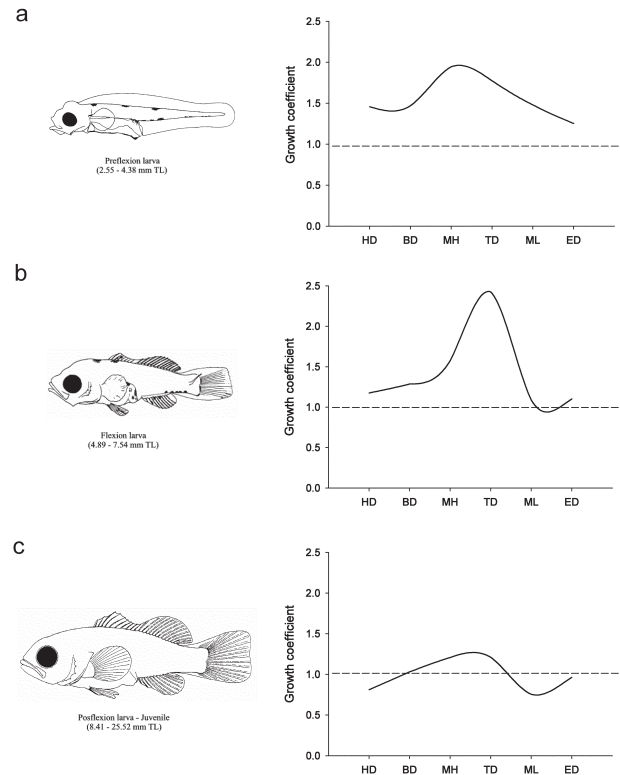 a
Growth coefficient
2.5
2.0
1.5
1.0
0.5
0.0
HD BD MH TD ML ED
Preflexion larva
(2.55 - 4.38 mm TL)
b
Growth coefficient
2.5
2.0
1.5
1.0
0.5
0.0
HD BD MH TD ML ED
Flexion larva
(4.89 - 7.54 mm TL)
c
Growth coefficient
2.5
2.0
1.5
1.0
0.5
0.0
HD BD MH TD ML ED
Posflexion larva - Juvenile
(8.41 - 25.52 mm TL)